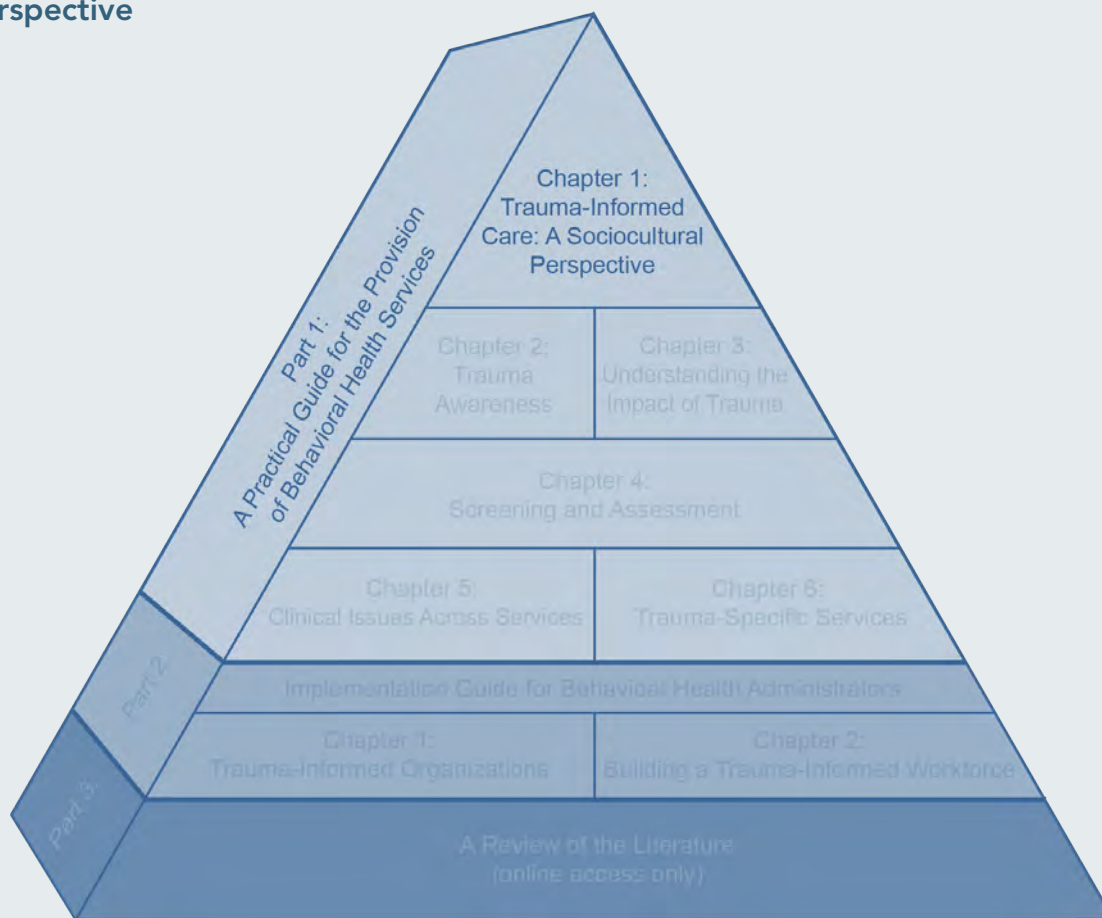 rspective
Part 1:
A Practical Guide for the Provision
of Behavioral Health Services
Chapter 1:
Trauma-Informed
Care: A Sociocultural
Perspective
Chapter 2:
Trauma
Awareness
Chapter 3:
Understanding the
Impact of Trauma
Chapter 4:
Screening and Assessment
Chapter 5:
Clinical Issues Across Services
Chapter 6:
Trauma-Specific Services
Part 2:
Implementation Guide for Behavioral Health Administrators
Chapter 1:
Trauma-Informed Organizations
Chapter 2:
Building a Trauma-Informed Workforce
Part 3:
A Review of the Literature
(online access only)